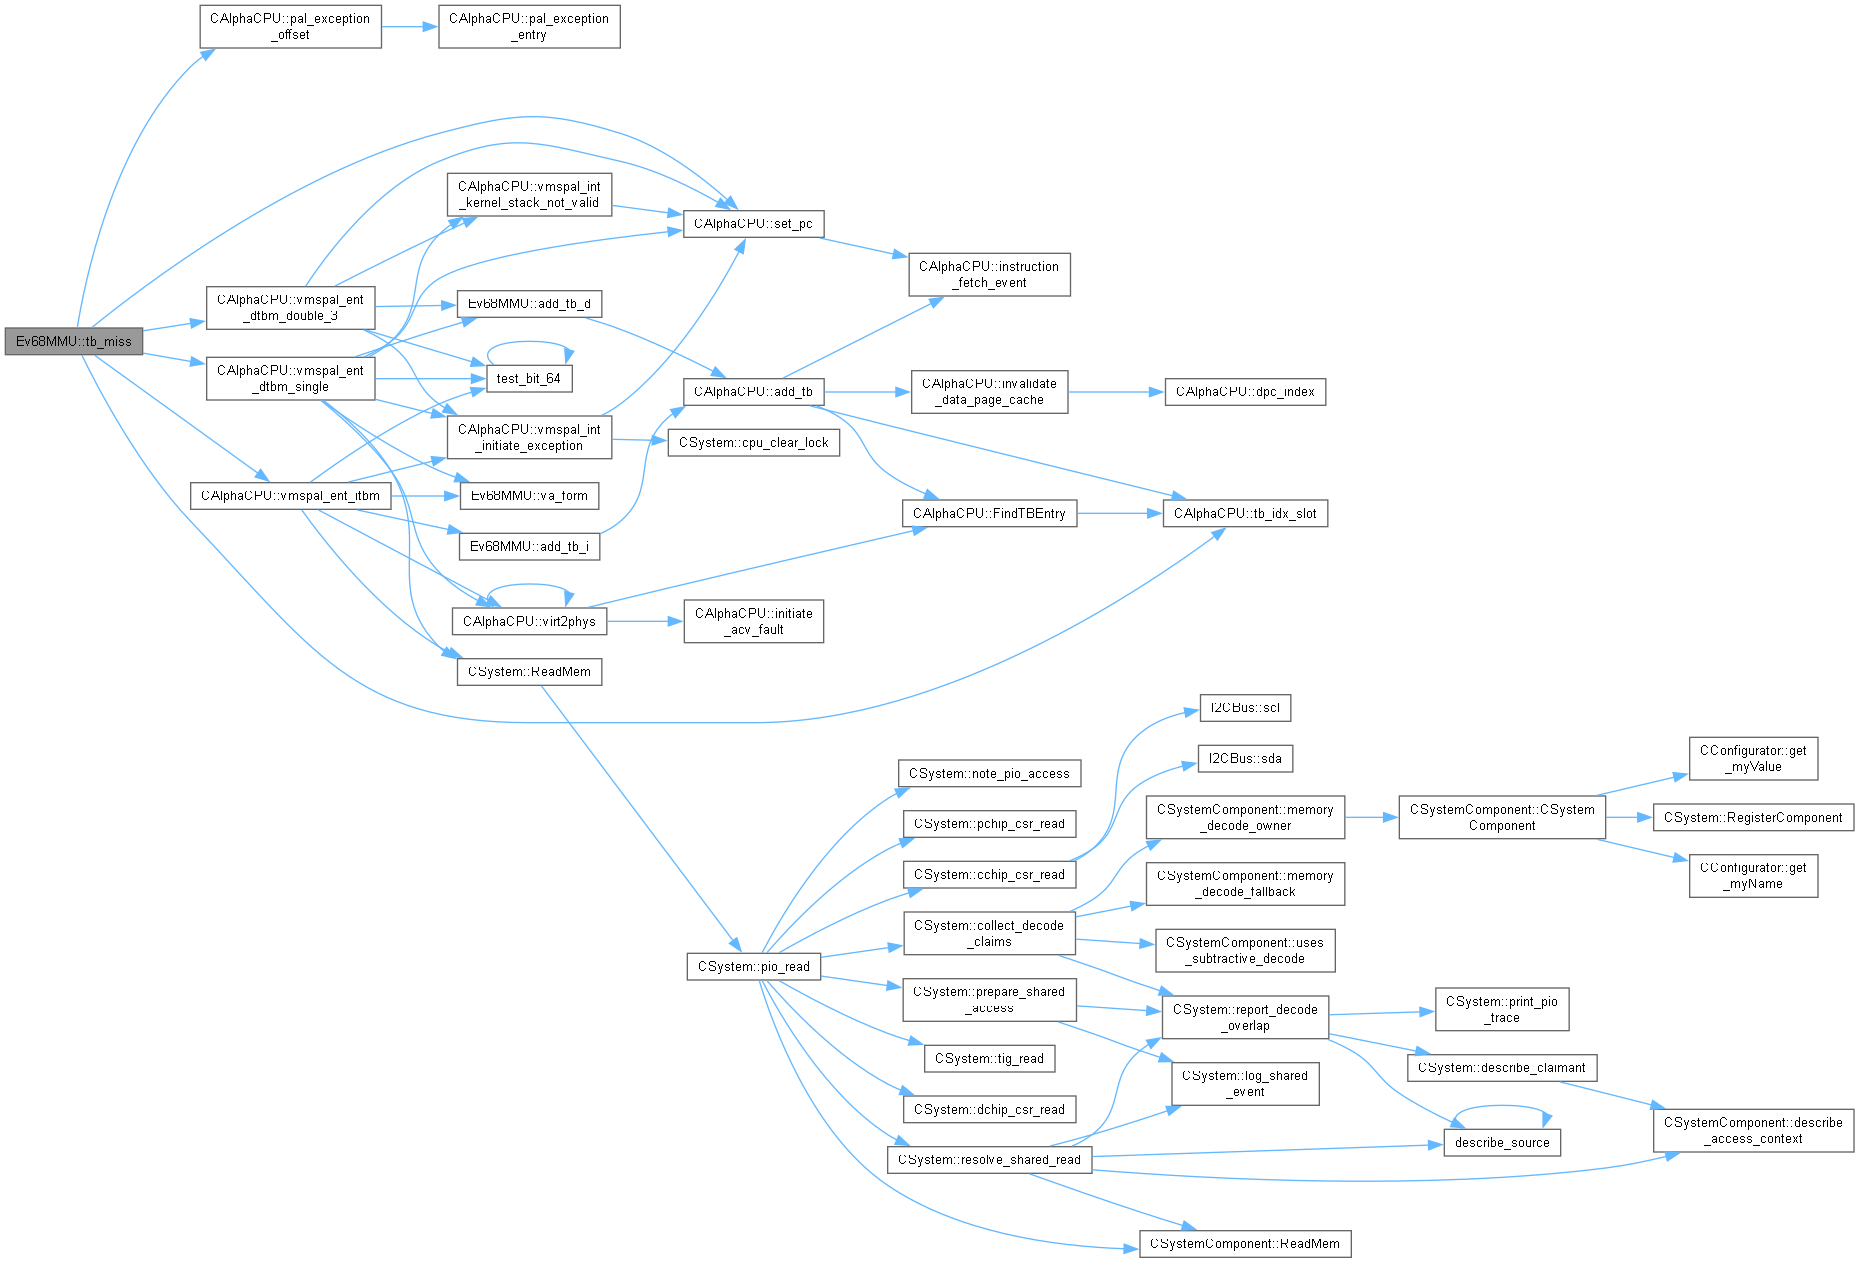 CAlphaCPU::pal_exception
_offset
CAlphaCPU::pal_exception
_entry
CAlphaCPU::vmspal_int
_kernel_stack_not_valid
CAlphaCPU::set_pc
CAlphaCPU::instruction
_fetch_event
CAlphaCPU::vmspal_ent
_dtbm_double_3
Ev68MMU::add_tb_d
Ev68MMU::tb_miss
CAlphaCPU::vmspal_ent
_dtbm_single
test_bit_64
CAlphaCPU::add_tb
CAlphaCPU::invalidate
_data_page_cache
CAlphaCPU::dpc_index
CAlphaCPU::vmspal_int
_initiate_exception
CSystem::cpu_clear_lock
CAlphaCPU::vmspal_ent_itbm
Ev68MMU::va_form
CAlphaCPU::FindTBEntry
CAlphaCPU::tb_idx_slot
Ev68MMU::add_tb_i
CAlphaCPU::virt2phys
CAlphaCPU::initiate
_acv_fault
CSystem::ReadMem
I2CBus::scl
I2CBus::sda
CConfigurator::get
_myValue
CSystem::note_pio_access
CSystem::pchip_csr_read
CSystemComponent::memory
_decode_owner
CSystemComponent::CSystem
Component
CSystem::RegisterComponent
CSystem::cchip_csr_read
CSystemComponent::memory
_decode_fallback
CConfigurator::get
_myName
CSystem::collect_decode
_claims
CSystemComponent::uses
_subtractive_decode
CSystem::pio_read
CSystem::prepare_shared
_access
CSystem::report_decode
_overlap
CSystem::print_pio
_trace
CSystem::tig_read
CSystem::describe_claimant
CSystem::log_shared
_event
CSystem::dchip_csr_read
CSystemComponent::describe
_access_context
describe_source
CSystem::resolve_shared_read
CSystemComponent::ReadMem